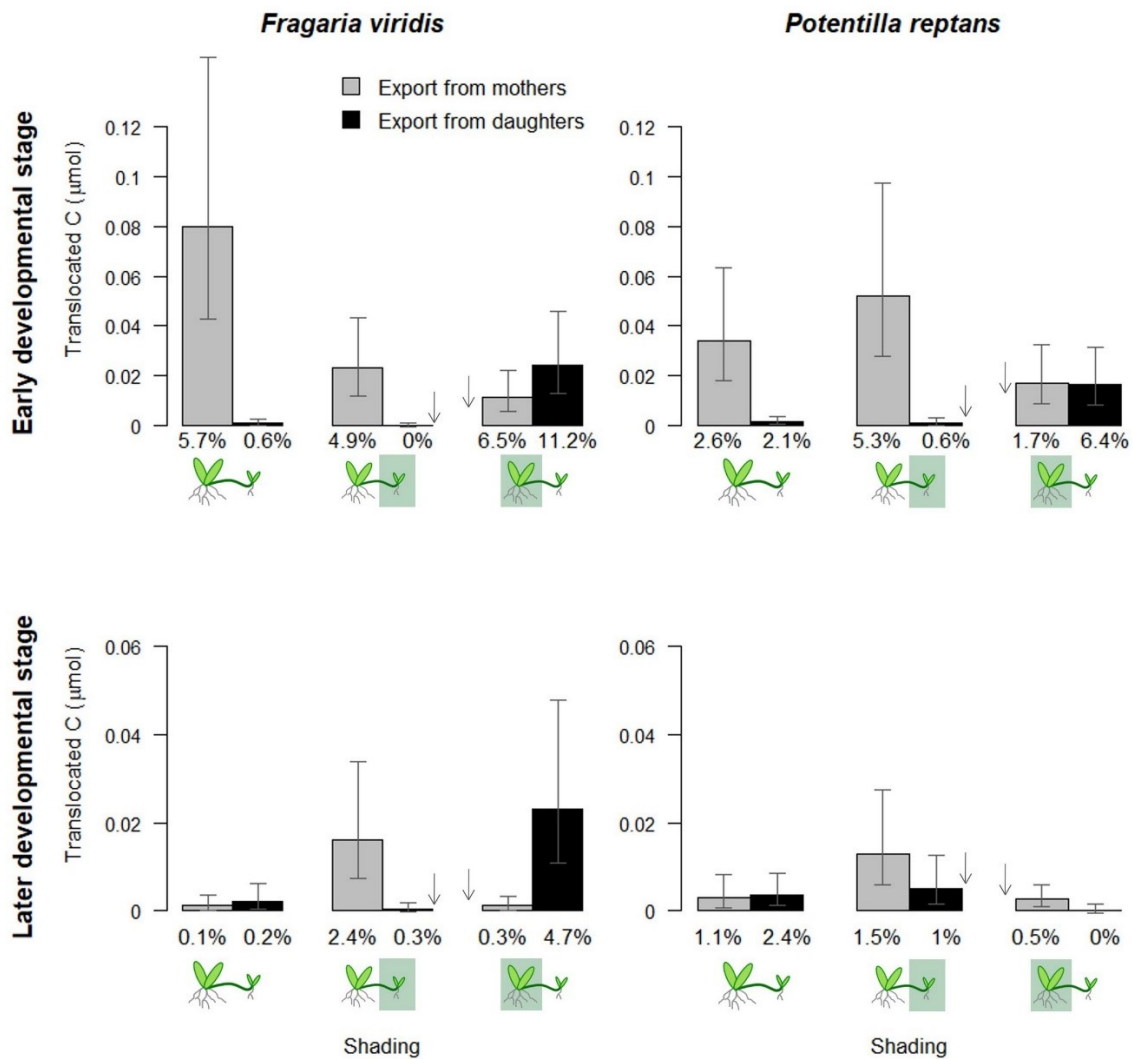 Fragaria viridis
Potentilla reptans
Export from mothers
Export from daughters
Early developmental stage
Translocated C (μmol)
0.12
0.1
0.08
0.06
0.04
0.02
0
5.7% 0.6% 4.9% 0% 6.5% 11.2%
0.12
0.1
0.08
0.06
0.04
0.02
0
2.6% 2.1% 5.3% 0.6% 1.7% 6.4%
Later developmental stage
Translocated C (μmol)
0.06
0.04
0.02
0
0.1% 0.2% 2.4% 0.3% 0.3% 4.7%
Shading
0.06
0.04
0.02
0
1.1% 2.4% 1.5% 1% 0.5% 0%
Shading